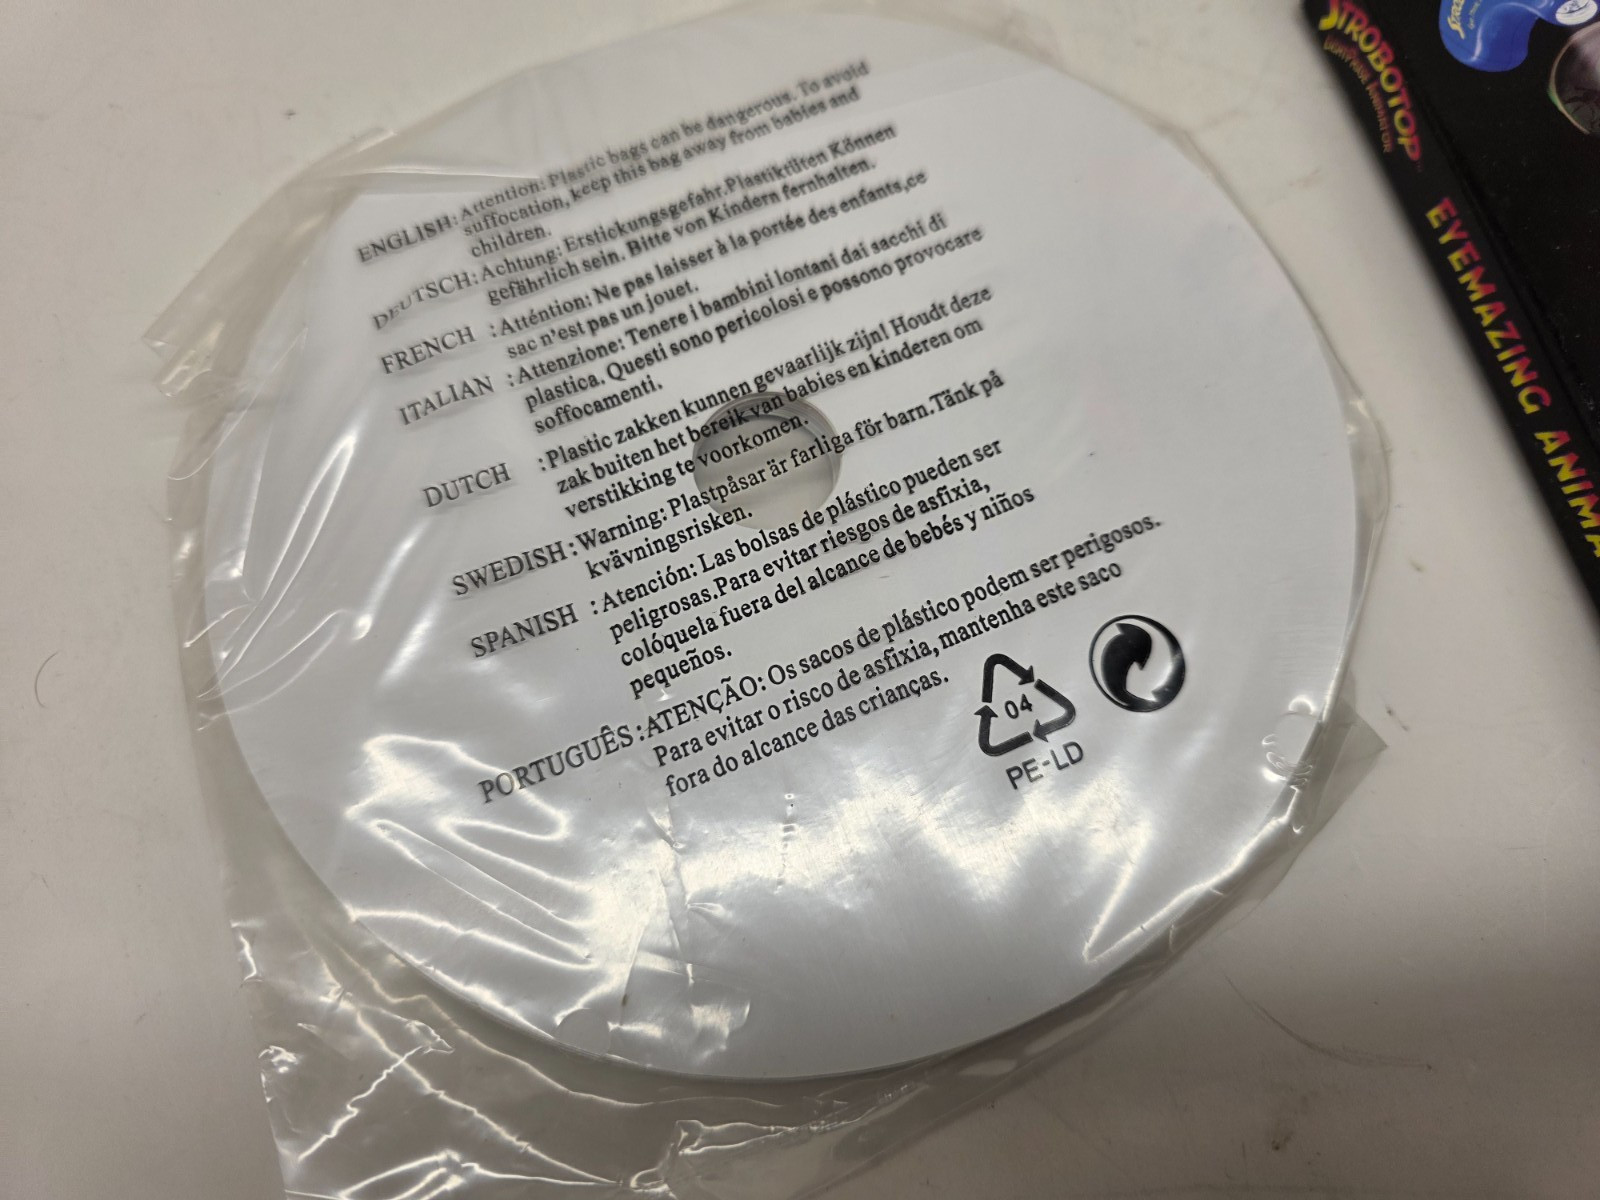 ENGLISH: Attention: Plastic bags can be dangerous. To avoid
suffocation, keep this bag away from babies and
children.
DEUTSCH: Achtung: Erstickungsgefahr.Plastiktülten Können
gefährlich sein. Bitte von Kindern fernhalten.
FRENCH :Atténtion: Ne pas laisser à la portée des enfants,ce
sac n'est pas un jouet.
ITALIAN :Attenzione: Tenere i bambini lontani dai sacchi di
plastica. Questi sono pericolosi e possono provocare
soffocamenti.
DUTCH :Plastic zakken kunnen gevaarlijk zijn! Houdt deze
zak buiten het bereik van babies en kinderen om
verstikking te voorkomen.
SWEDISH:Warning: Plastpåsar är farliga för barn.Tänk på
kvävningsrisken.
SPANISH :Atención: Las bolsas de plástico pueden ser
peligrosas.Para evitar riesgos de asfixia,
colóquela fuera del alcance de bebés y niños
pequeños.
PORTUGUÊS:ATENÇÃO: Os sacos de plástico podem ser perigosos.
Para evitar o risco de asfixia, mantenha este saco
fora do alcance das crianças.
04
PE-LD
STROBOTOP
LIGHTPHASE ANIMATOR
EYEMAZING ANIMA